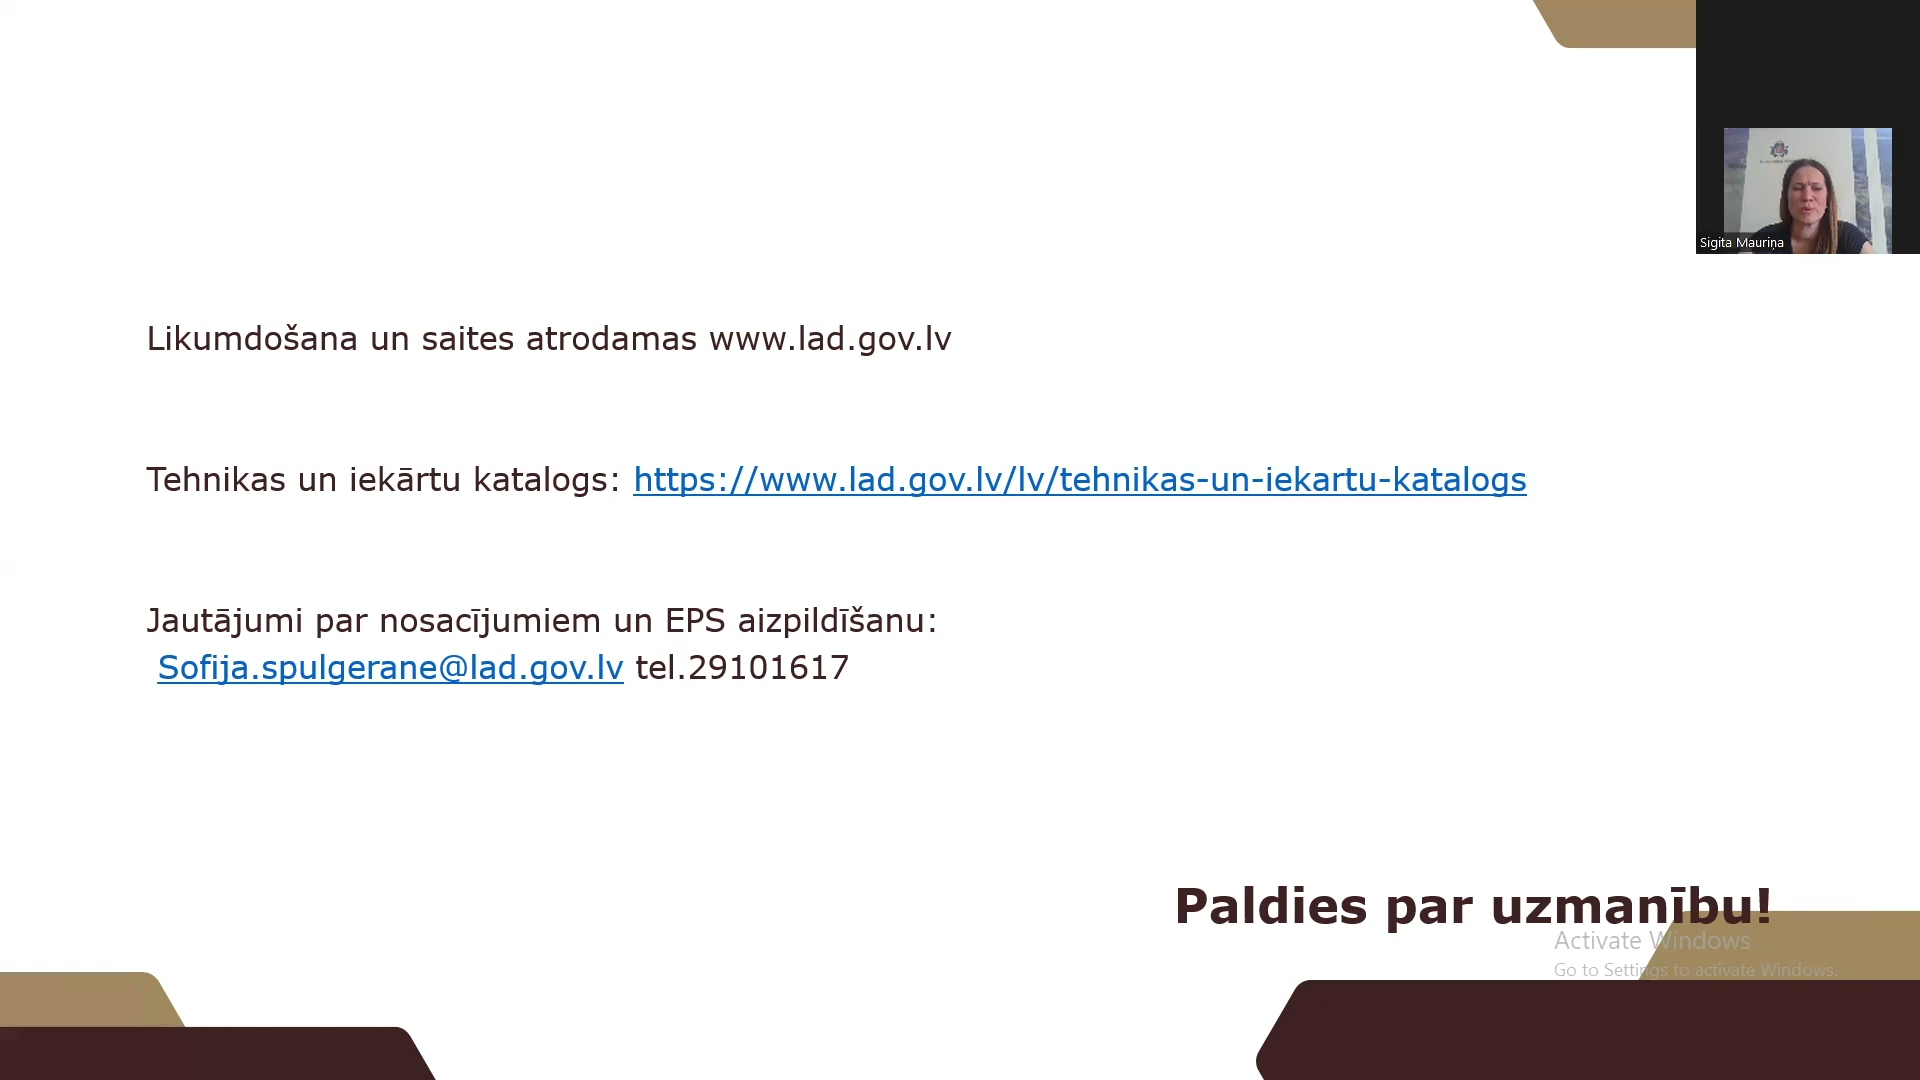 Sigita Mauriņa
Likumdošana un saites atrodamas www.lad.gov.lv
Tehnikas un iekārtu katalogs: https://www.lad.gov.lv/lv/tehnikas-un-iekartu-katalogs
Jautājumi par nosacījumiem un EPS aizpildīšanu:
Sofija.spulgerane@lad.gov.lv tel.29101617
Paldies par uzmanību!
Activate Windows
Go to Settings to activate Windows.